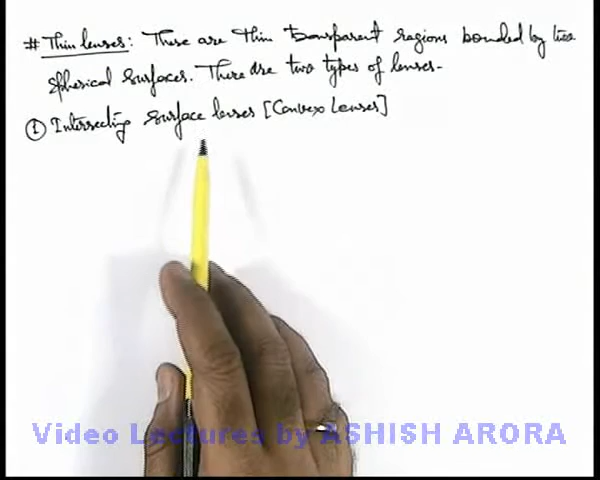 # Thin lenses: These are thin transparent regions bounded by two
spherical surfaces. There are two types of lenses-
① Intersecting surface lenses [Convex Lenses]
Video Lectures by ASHISH ARORA